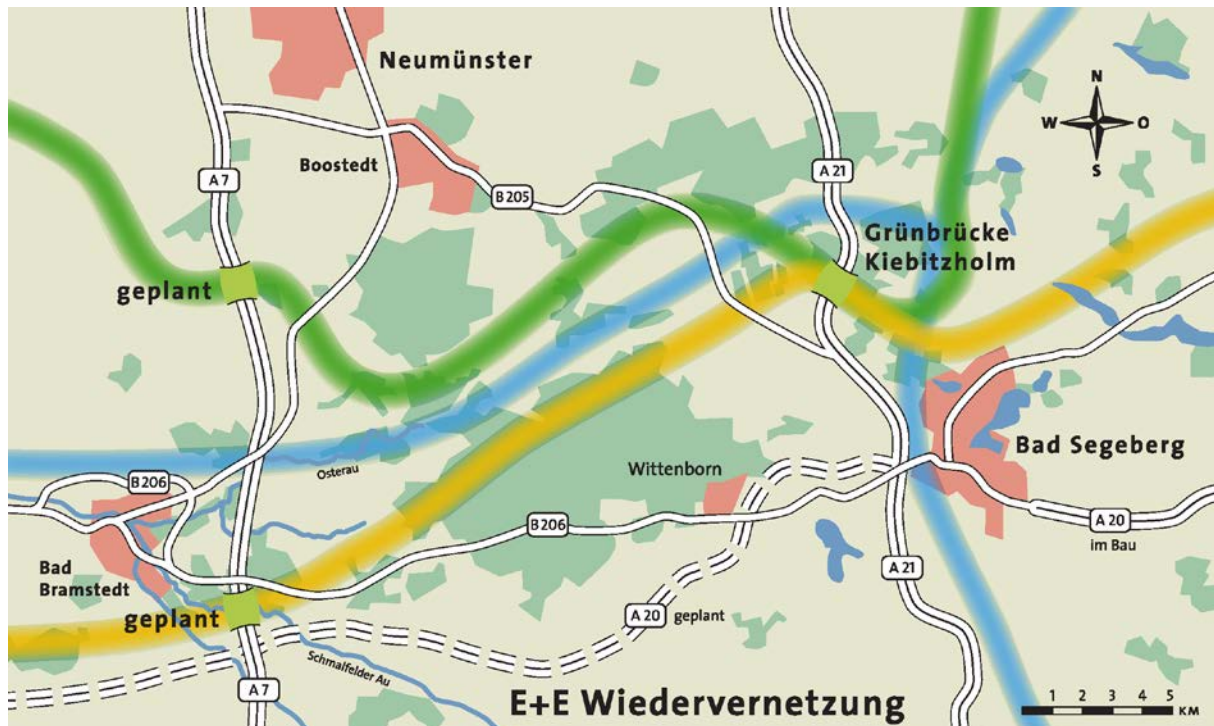 Neumünster
N
W
O
S
Boostedt
A 7
B 205
A 21
Grünbrücke
Kiebitzholm
geplant
Osterau
Wittenborn
Bad Segeberg
B 206
B 206
A 20
im Bau
Bad
Bramstedt
A 21
geplant
A 20
geplant
Schmalfelder Au
A 7
E+E Wiedervernetzung
1 2 3 4 5
KM